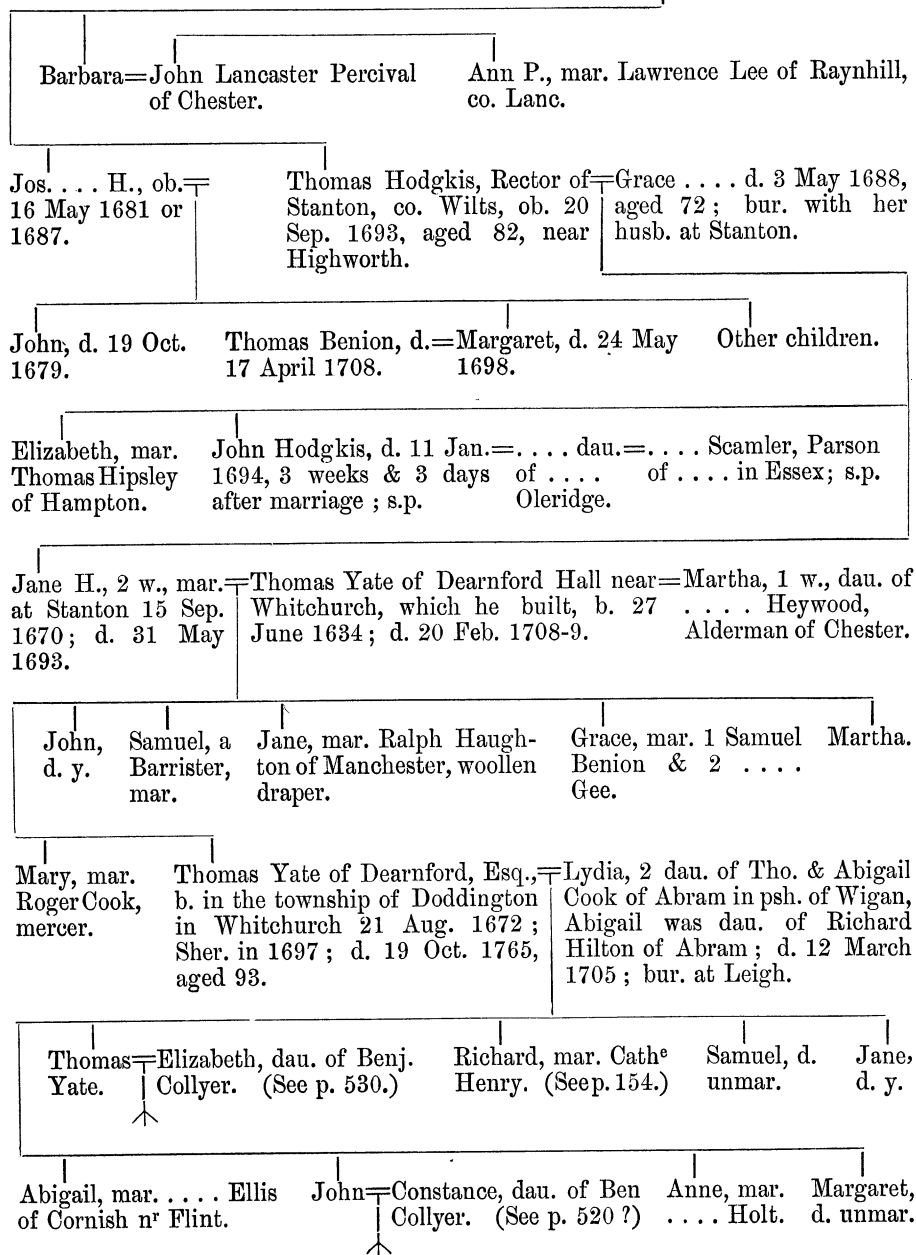 Barbara=John Lancaster Percival
of Chester.
Ann P., mar. Lawrence Lee of Raynhill,
co. Lanc.
Jos. . . . H., ob.=
16 May 1681 or
1687.
Thomas Hodgkis, Rector of=Grace . . . . d. 3 May 1688,
Stanton, co. Wilts, ob. 20 aged 72; bur. with her
Sep. 1693, aged 82, near husb. at Stanton.
Highworth.
John, d. 19 Oct.
1679.
Thomas Benion, d.=Margaret, d. 24 May
17 April 1708. 1698.
Other children.
Elizabeth, mar.
Thomas Hipsley
of Hampton.
John Hodgkis, d. 11 Jan.=. . . . dau.=. . . . Scamler, Parson
1694, 3 weeks & 3 days of . . . . of . . . . in Essex; s.p.
after marriage; s.p. Oleridge.
Jane H., 2 w., mar.=Thomas Yate of Dearnford Hall near=Martha, 1 w., dau. of
at Stanton 15 Sep. Whitchurch, which he built, b. 27 . . . . Heywood,
1670; d. 31 May June 1634; d. 20 Feb. 1708-9. Alderman of Chester.
1693.
John,
d. y.
Samuel, a
Barrister,
mar.
Jane, mar. Ralph Haugh-
ton of Manchester, woollen
draper.
Grace, mar. 1 Samuel
Benion & 2 . . . .
Gee.
Martha.
Mary, mar.
Roger Cook,
mercer.
Thomas Yate of Dearnford, Esq.,=Lydia, 2 dau. of Tho. & Abigail
b. in the township of Doddington Cook of Abram in psh. of Wigan,
in Whitchurch 21 Aug. 1672; Abigail was dau. of Richard
Sher. in 1697; d. 19 Oct. 1765, Hilton of Abram; d. 12 March
aged 93. 1705; bur. at Leigh.
Thomas=Elizabeth, dau. of Benj.
Yate. Collyer. (See p. 530.)
Richard, mar. Cathe
Henry. (See p. 154.)
Samuel, d.
unmar.
Jane,
d. y.
Abigail, mar. . . . . . Ellis
of Cornish nr Flint.
John=Constance, dau. of Ben
Collyer. (See p. 520 ?)
Anne, mar.
. . . . Holt.
Margaret,
d. unmar.